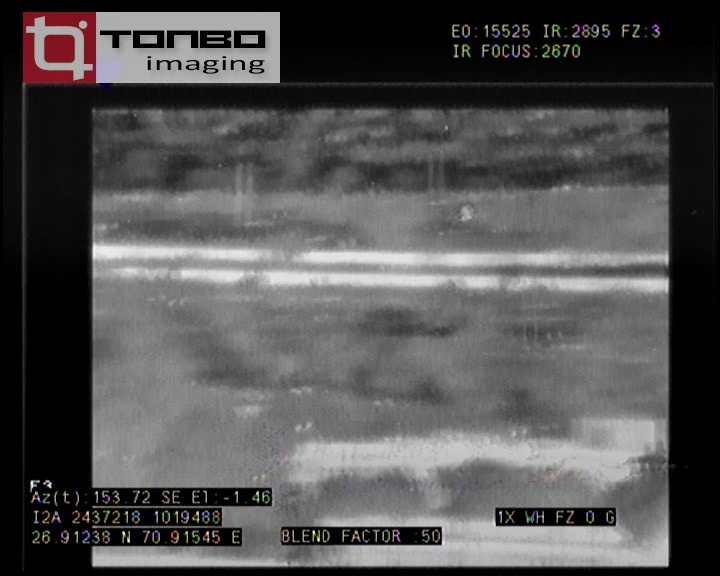 TONBO
imaging
EO:15525 IR:2895 FZ:3
IR FOCUS:2670
F3
Az(t):153.72 SE El:-1.46
I2A 2437218 1019488
26.91238 N 70.91545 E
BLEND FACTOR :50
1X WH FZ 0 G